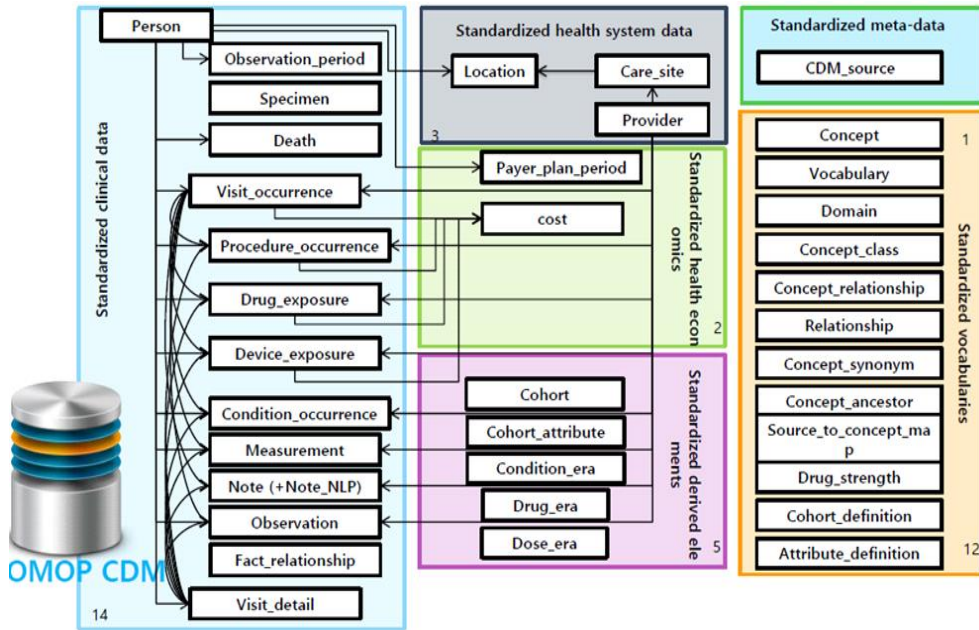 Person
Observation_period
Specimen
Death
Visit_occurrence
Procedure_occurrence
Drug_exposure
Device_exposure
Condition_occurrence
Measurement
Note (+Note_NLP)
Observation
Fact_relationship
Visit_detail
Standardized clinical data
14
OMOP CDM
Standardized health system data
Location
Care_site
Provider
3
Payer_plan_period
cost
Standardized health econ
omics
2
Cohort
Cohort_attribute
Condition_era
Drug_era
Dose_era
Standardized derived ele
ments
5
Standardized meta-data
CDM_source
1
Concept
Vocabulary
Domain
Concept_class
Concept_relationship
Relationship
Concept_synonym
Concept_ancestor
Source_to_concept_ma
p
Drug_strength
Cohort_definition
Attribute_definition
Standardized vocabularies
12